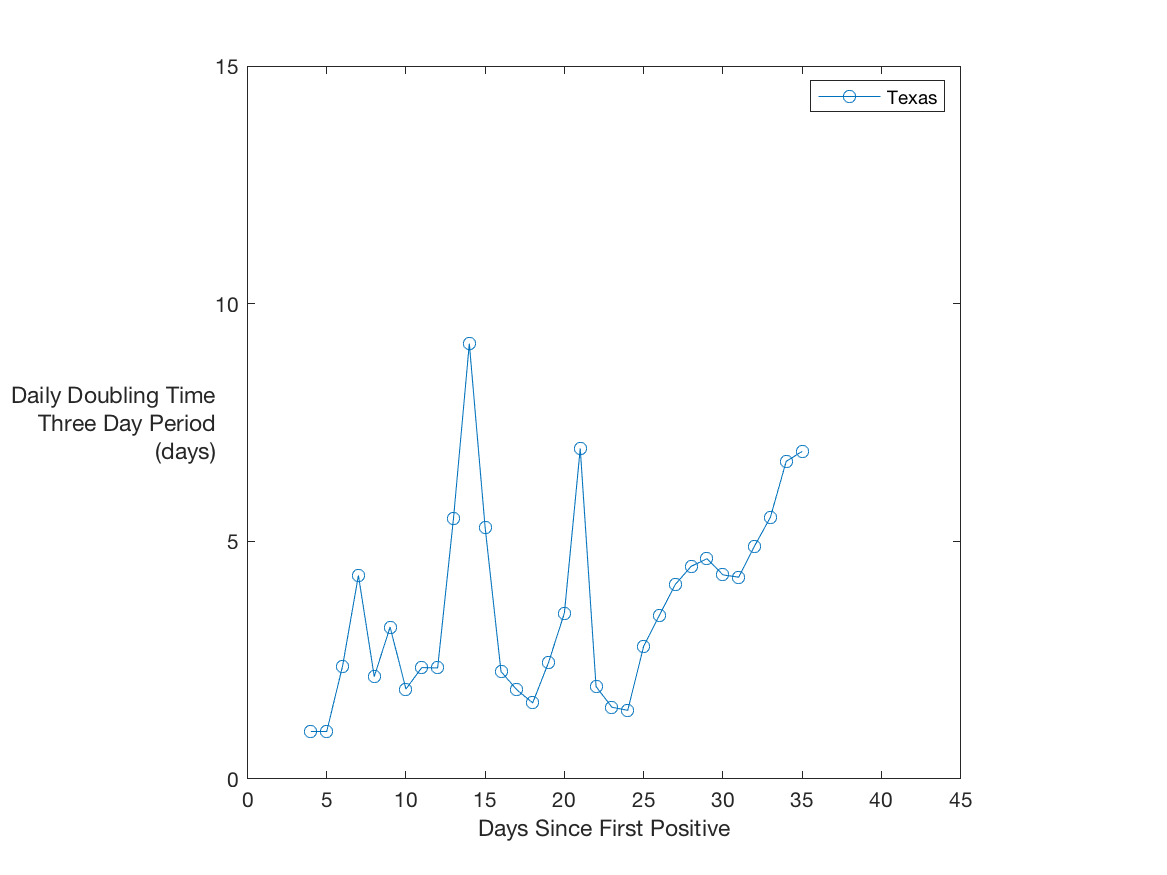 15
Texas
10
Daily Doubling Time
Three Day Period
(days)
5
0
0 5 10 15 20 25 30 35 40 45
Days Since First Positive